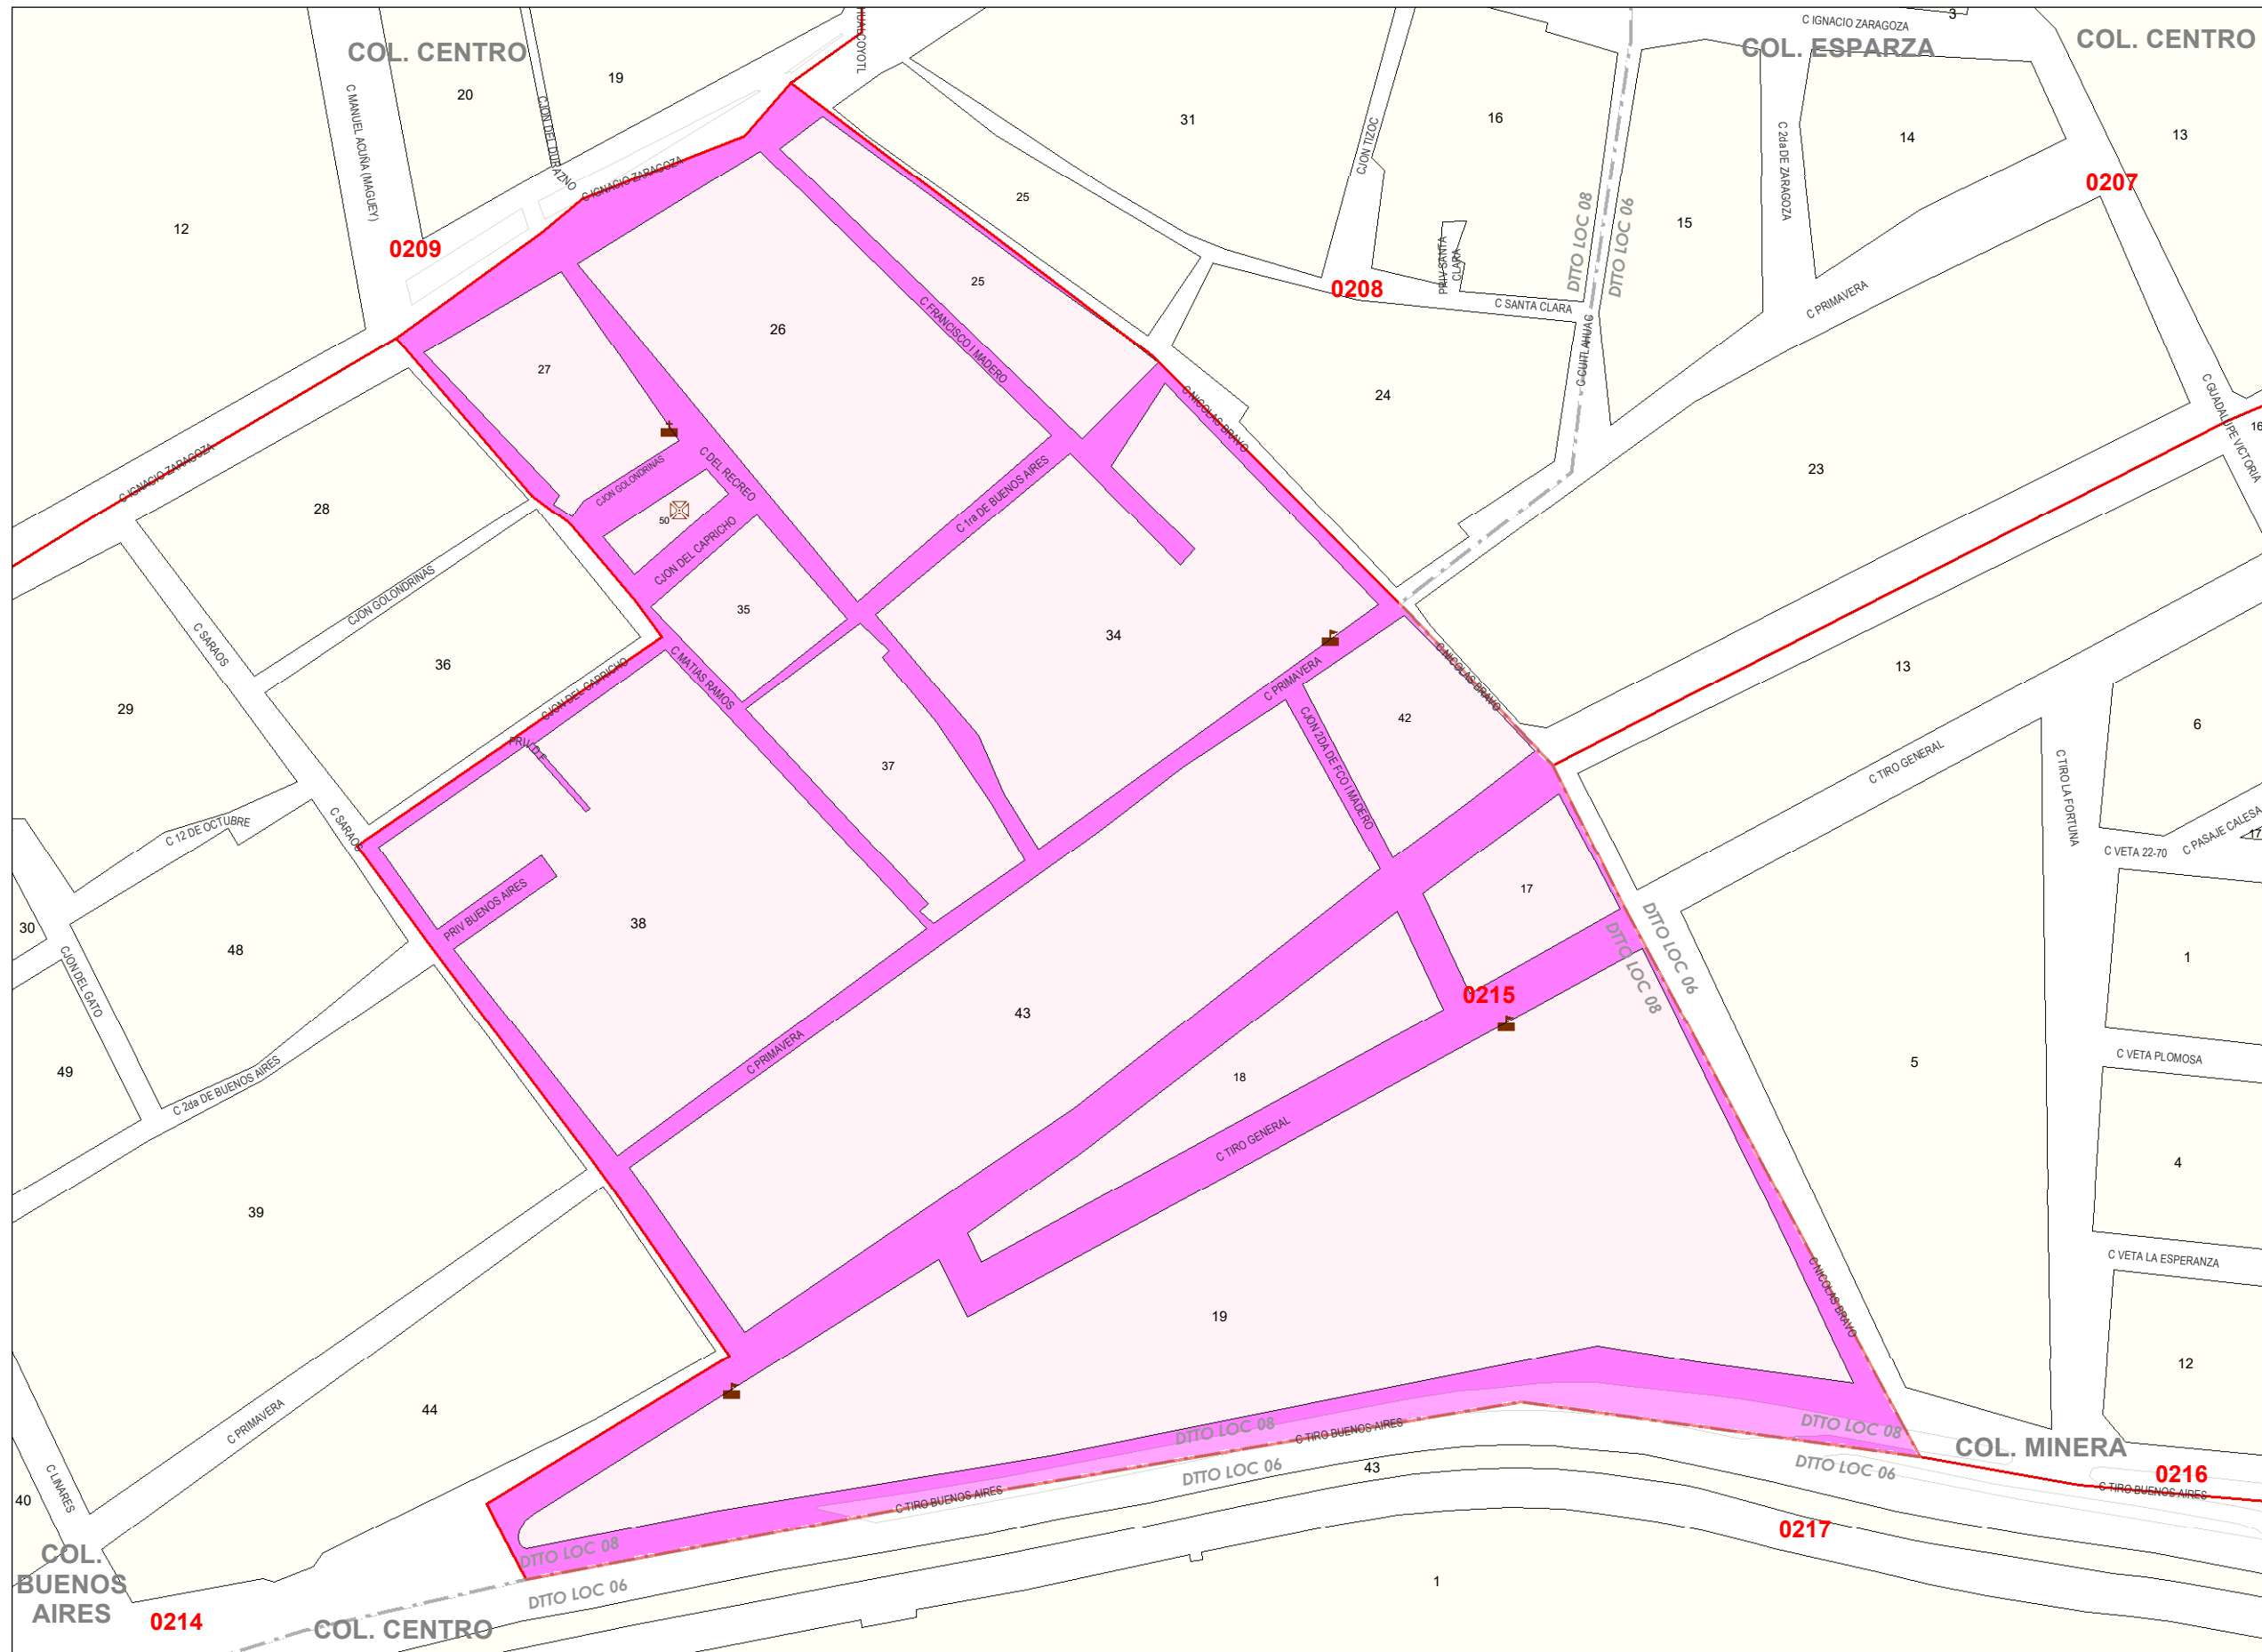 COL. CENTRO
COL. ESPARZA
COL. CENTRO
C IGNACIO ZARAGOZA
3
20
19
C MANUEL ACUÑA (MAGUEY)
CJON DEL DURAZNO
12
0209
C IGNACIO ZARAGOZA
31
25
CJON TIZOC
16
PRIV SANTA
CLARA
C SANTA CLARA
0208
DTTO LOC 08
DTTO LOC 06
15
C 2da DE ZARAGOZA
14
13
0207
C PRIMAVERA
C CUITLAHUAC
24
23
C GUADALUPE VICTORIA
16
C NICOLAS BRAVO
25
26
27
C FRANCISCO I MADERO
C DEL RECREO
CJON GOLONDRINAS
50
CJON DEL CAPRICHO
C 1ra DE BUENOS AIRES
35
34
C IGNACIO ZARAGOZA
28
CJON GOLONDRINAS
36
C SARAOS
29
CJON DEL CAPRICHO
C MATIAS RAMOS
37
C PRIMAVERA
42
CJON 2DA DE FCO I MADERO
C NICOLAS BRAVO
13
C TIRO GENERAL
C TIRO LA FORTUNA
6
C PASAJE CALESA
17
C VETA 22-70
C 12 DE OCTUBRE
C SARAOS
30
CJON DEL GATO
48
49
C 2da DE BUENOS AIRES
PRIV BUENOS AIRES
38
43
C PRIMAVERA
17
0215
18
C TIRO GENERAL
DTTO LOC 06
DTTO LOC 08
5
1
C VETA PLOMOSA
4
C VETA LA ESPERANZA
12
39
C PRIMAVERA
44
C LINARES
40
19
C NICOLAS BRAVO
DTTO LOC 08
C TIRO BUENOS AIRES
DTTO LOC 08
COL. MINERA
DTTO LOC 06
43
DTTO LOC 06
0216
C TIRO BUENOS AIRES
C TIRO BUENOS AIRES
0217
DTTO LOC 08
DTTO LOC 06
1
COL.
BUENOS
AIRES
0214
COL. CENTRO